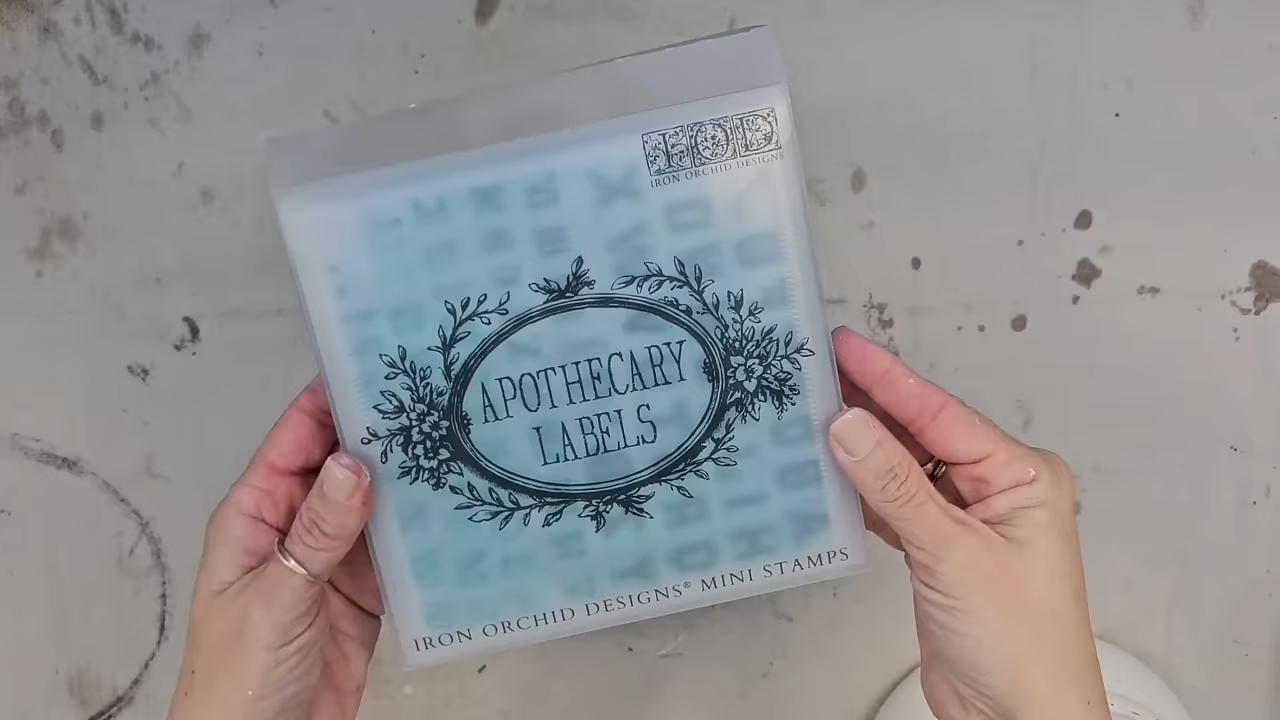 IOD
IRON ORCHID DESIGNS
APOTHECARY
LABELS
IRON ORCHID DESIGNS® MINI STAMPS